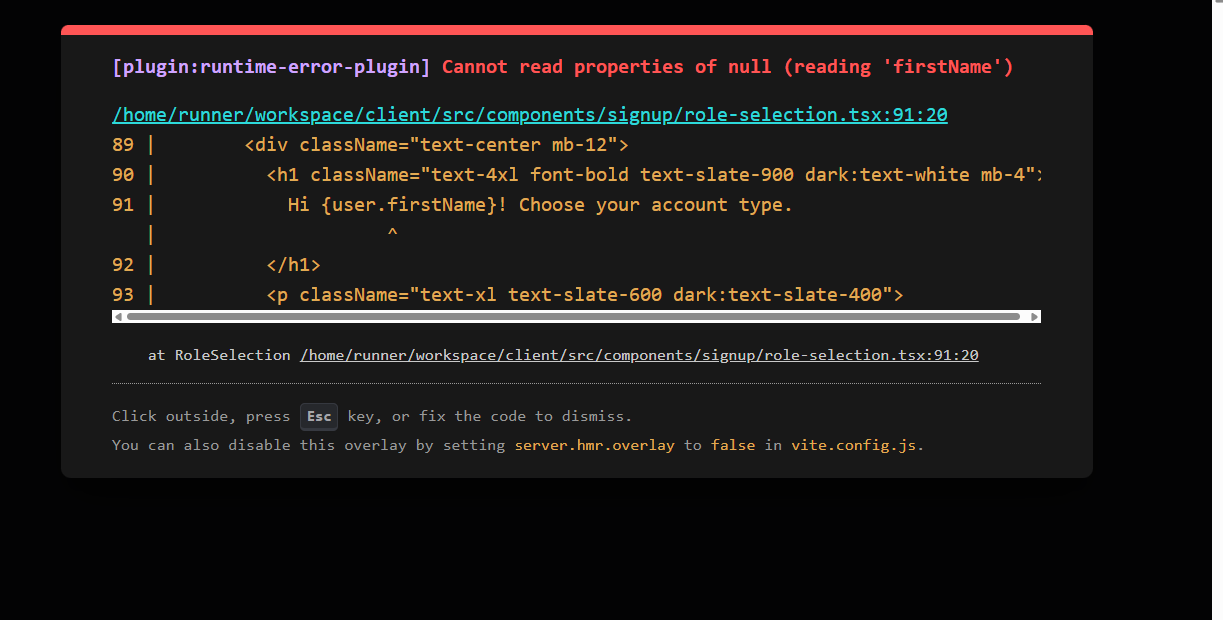 [plugin:runtime-error-plugin] Cannot read properties of null (reading 'firstName')
/home/runner/workspace/client/src/components/signup/role-selection.tsx:91:20
89 |         <div className="text-center mb-12">
90 |           <h1 className="text-4xl font-bold text-slate-900 dark:text-white mb-4">
91 |             Hi {user.firstName}! Choose your account type.
   |                      ^
92 |           </h1>
93 |           <p className="text-xl text-slate-600 dark:text-slate-400">
at RoleSelection /home/runner/workspace/client/src/components/signup/role-selection.tsx:91:20
Click outside, press Esc key, or fix the code to dismiss.
You can also disable this overlay by setting server.hmr.overlay to false in vite.config.js.